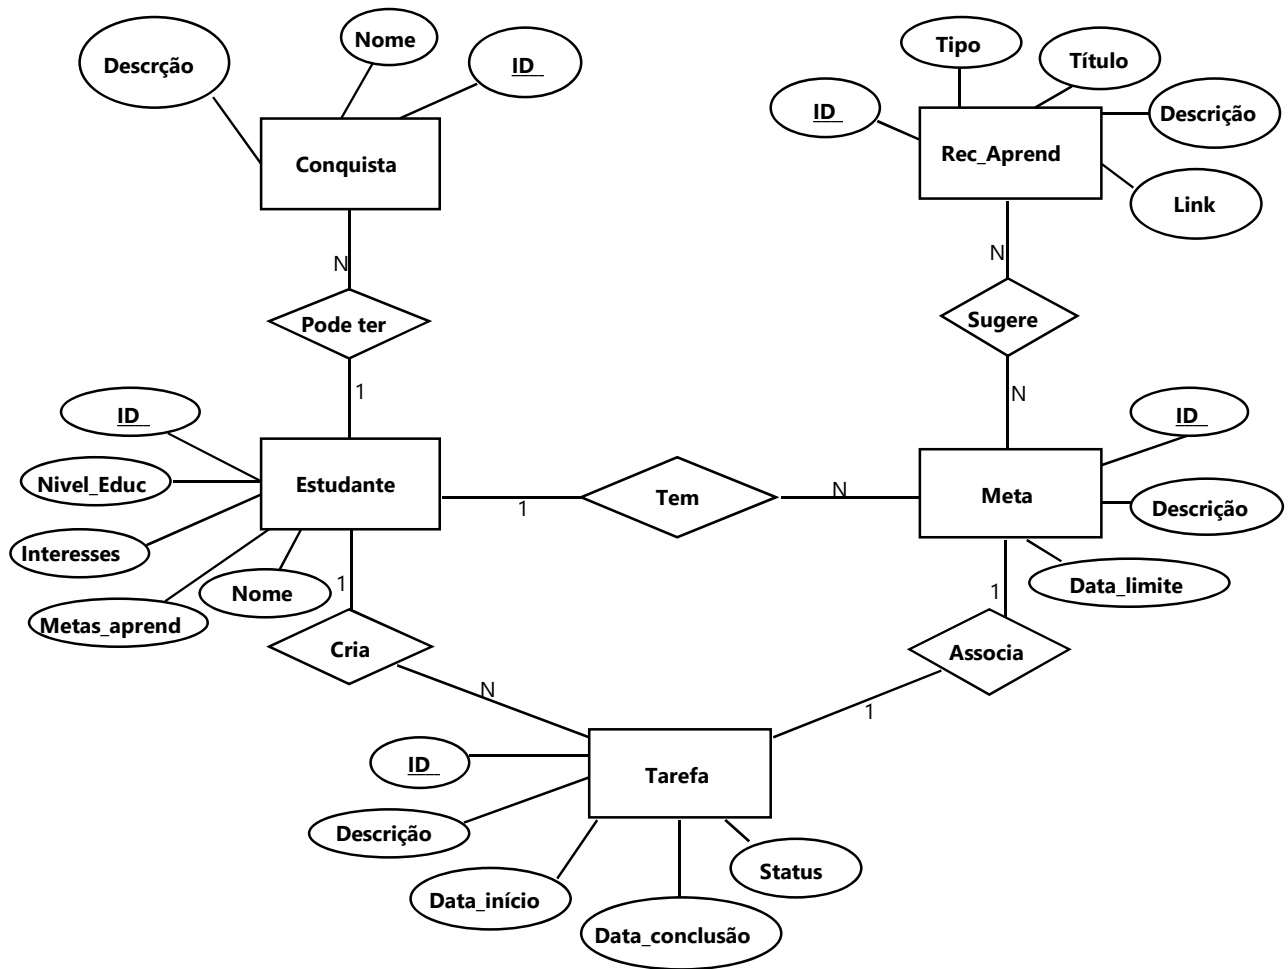 Nome
Tipo
Descrção
ID
Título
ID
Descrição
Conquista
Rec_Aprend
Link
N
N
Pode ter
Sugere
1
N
ID
ID
Nivel_Educ
Estudante
Tem
N
Meta
1
Descrição
Interesses
1
Nome
1
Data_limite
Metas_aprend
Cria
Associa
N
1
ID
Tarefa
Descrição
Status
Data_início
Data_conclusão